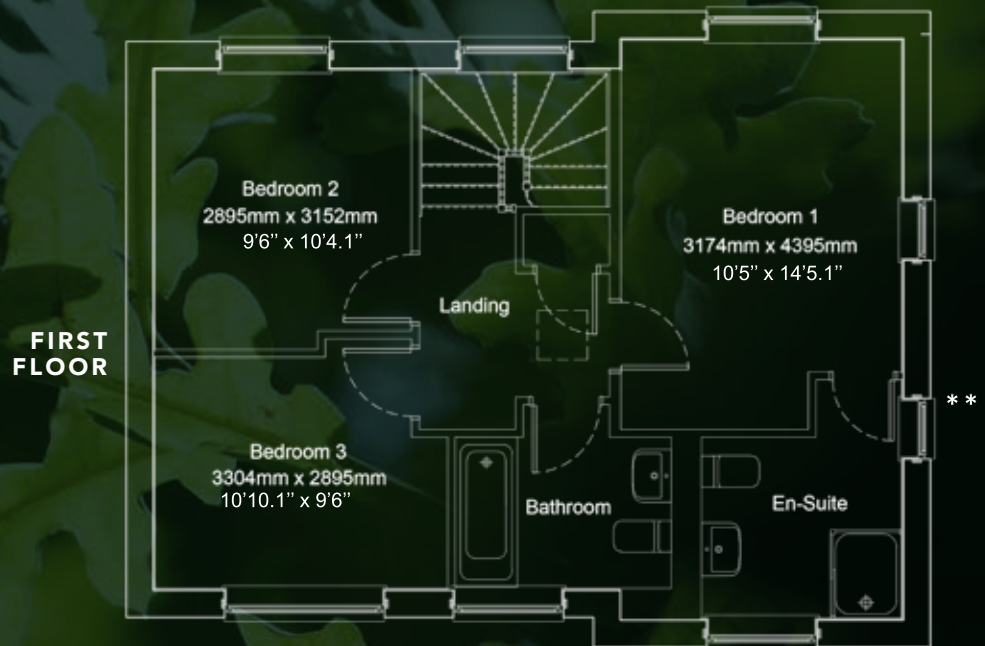 Bedroom 2
2895mm x 3152mm
9’6’’ x 10’4.1’’
Bedroom 1
3174mm x 4395mm
10’5’’ x 14’5.1’’
Landing
FIRST
FLOOR
**
Bedroom 3
3304mm x 2895mm
10’10.1’’ x 9’6’’
Bathroom
En-Suite